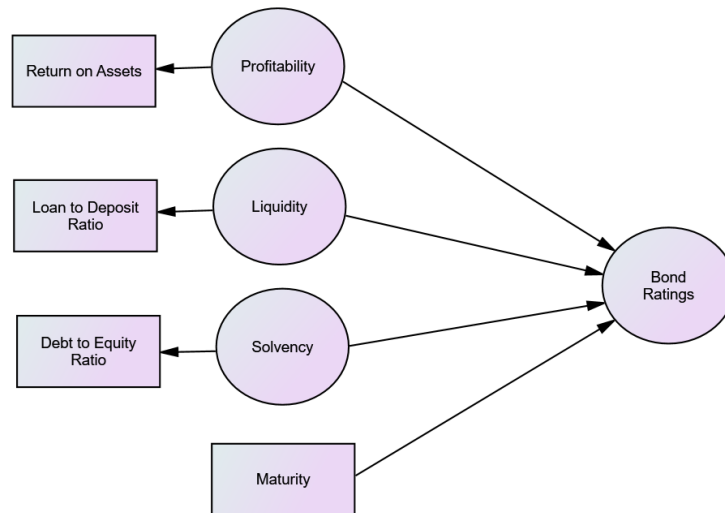 Return on Assets
Profitability
Loan to Deposit
Ratio
Liquidity
Bond
Ratings
Debt to Equity
Ratio
Solvency
Maturity